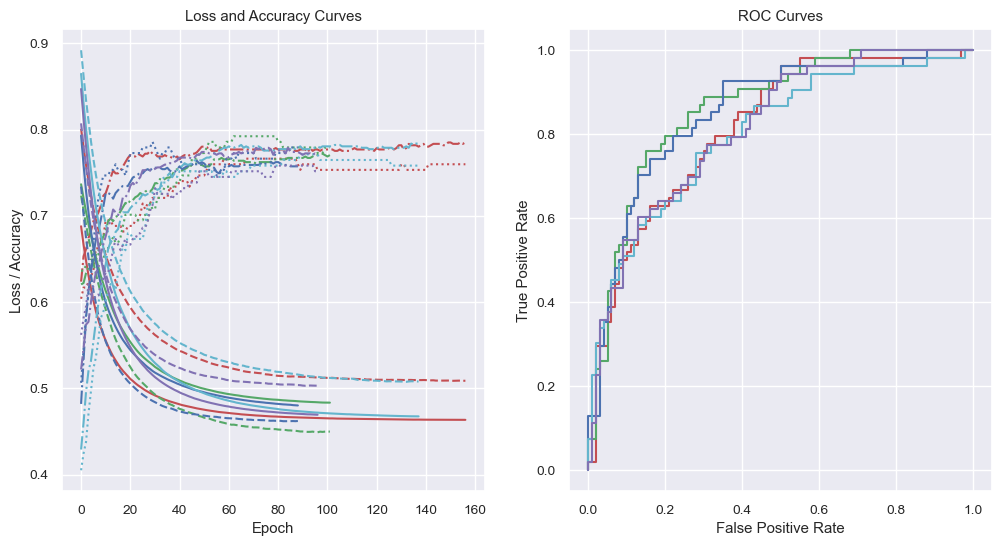 Loss and Accuracy Curves
0.9
0.8
0.7
0.6
0.5
0.4
Loss / Accuracy
0 20 40 60 80 100 120 140 160
Epoch
ROC Curves
1.0
0.8
0.6
0.4
0.2
0.0
True Positive Rate
0.0 0.2 0.4 0.6 0.8 1.0
False Positive Rate